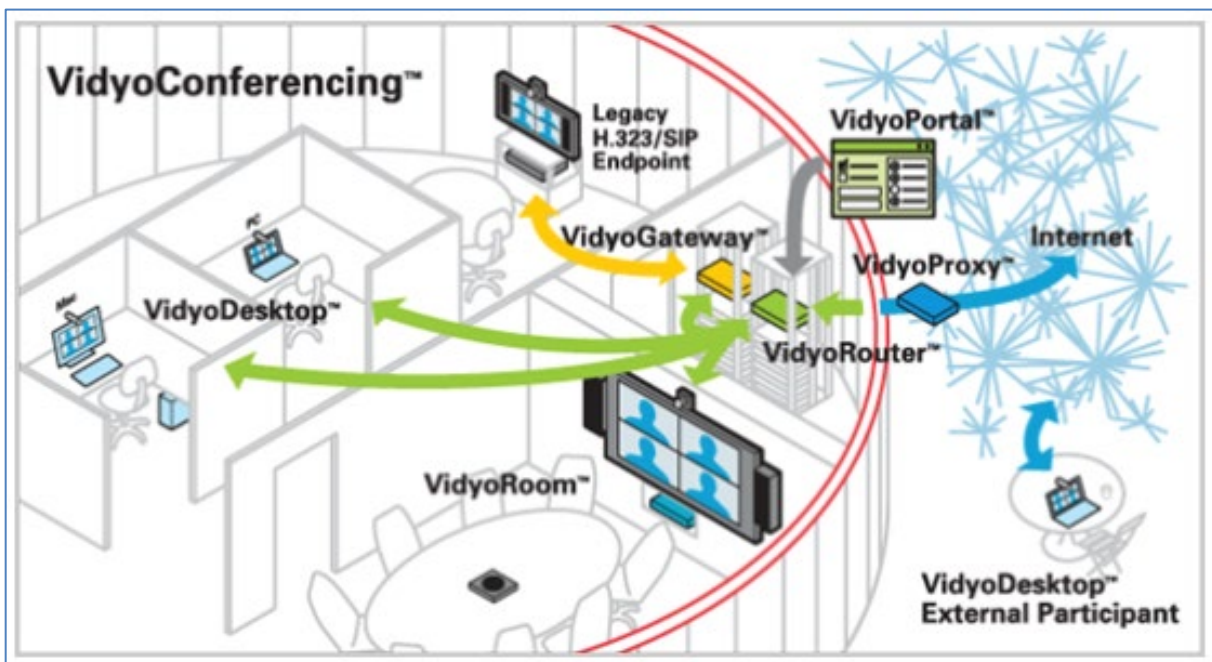 VidyoConferencing™
Legacy
H.323/SIP
Endpoint
VidyoPortal™
PC
VidyoGateway™
Internet
VidyoProxy™
Mac
VidyoDesktop™
VidyoRouter™
VidyoRoom™
VidyoDesktop™
External Participant